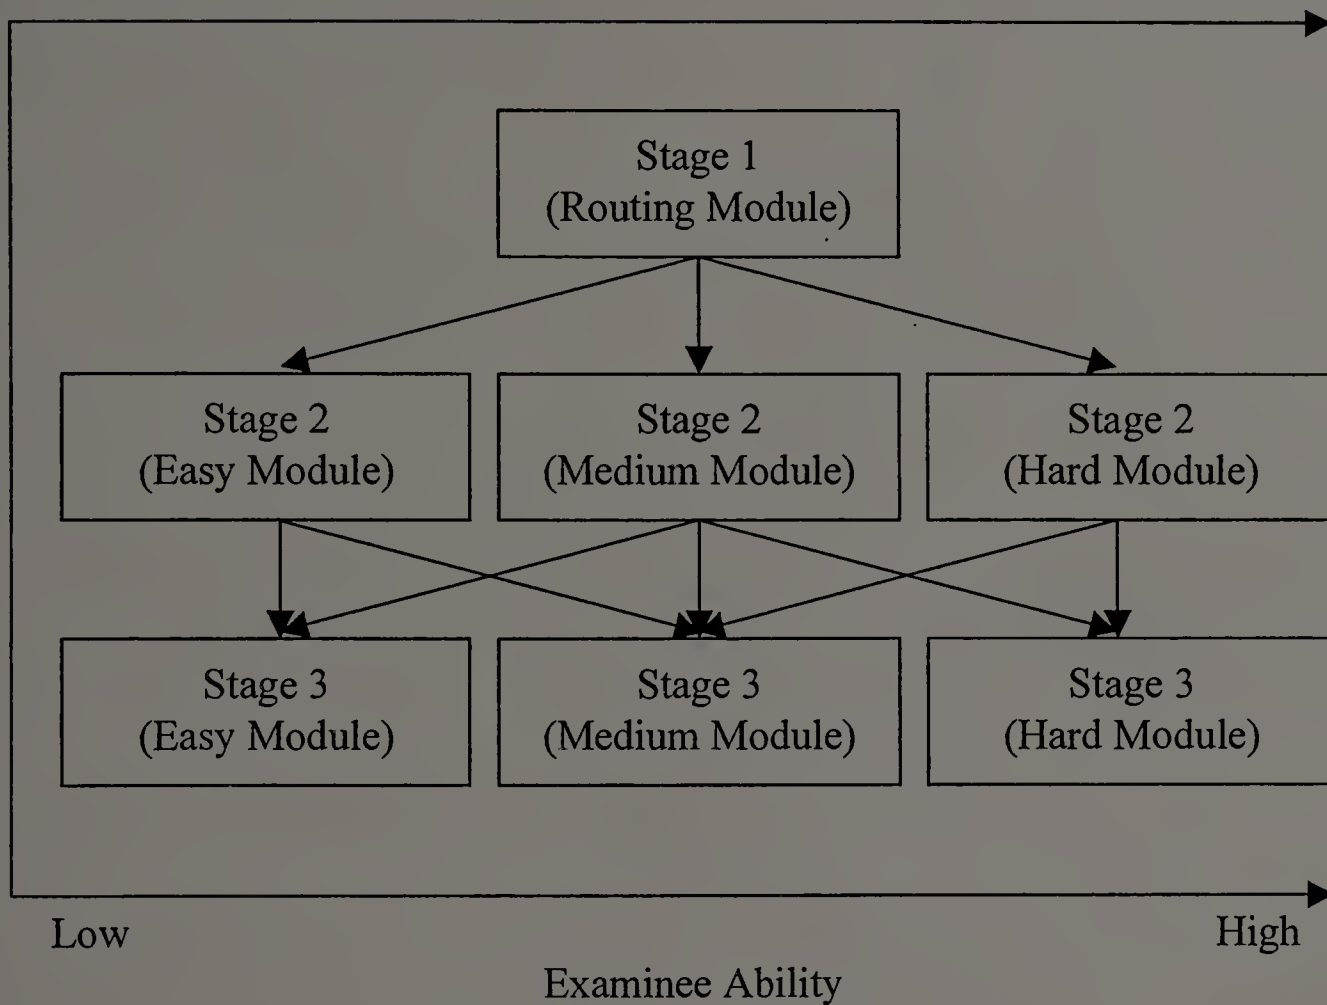 Stage 1
(Routing Module)
Stage 2
(Easy Module)
Stage 2
(Medium Module)
Stage 2
(Hard Module)
Stage 3
(Easy Module)
Stage 3
(Medium Module)
Stage 3
(Hard Module)
Low
High
Examinee Ability